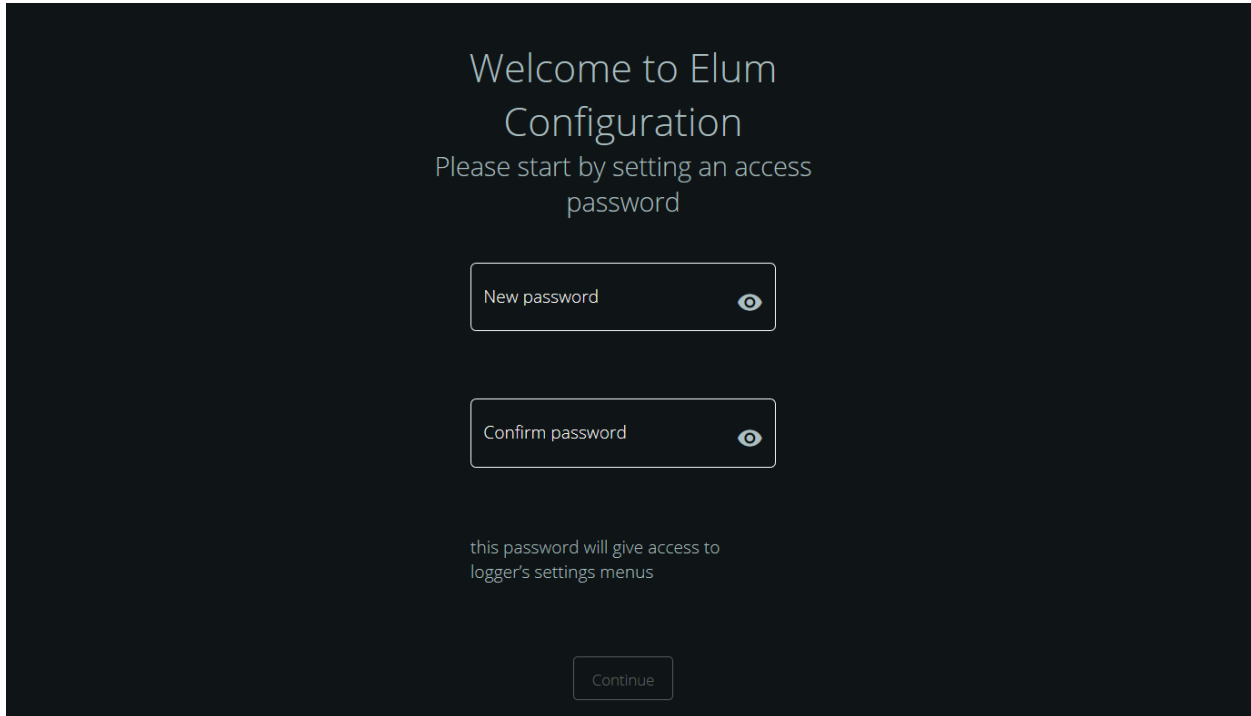 Welcome to Elum
Configuration
Please start by setting an access
password
New password
Confirm password
this password will give access to
logger’s settings menus
Continue